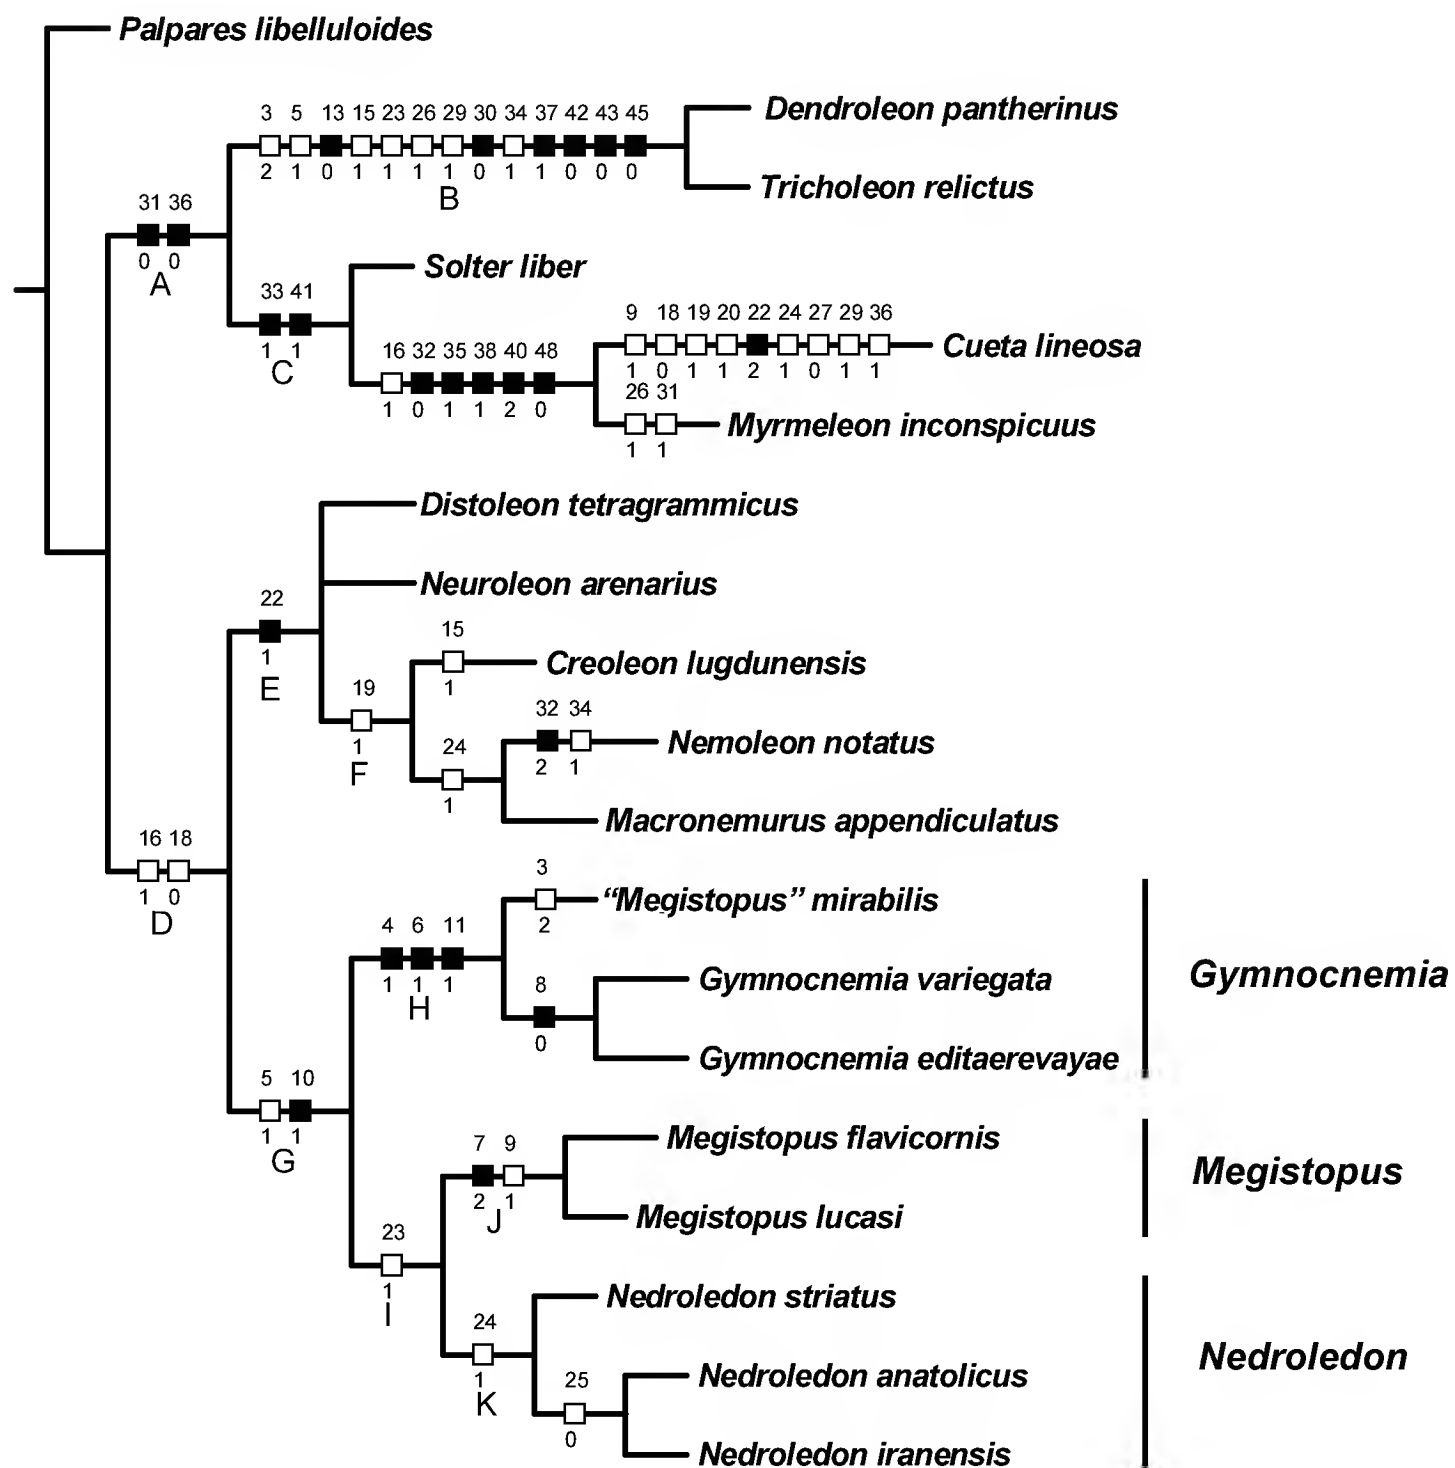 Palpares libelluloides
3 5 13 15 23 26 29 30 34 37 42 43 45
Dendroleon pantherinus
2 1 0 1 1 1 1 0 1 1 0 0 0
B
Tricholeon relictus
31 36
0 0
A
Solter liber
33 41
1 1
C
9 18 19 20 22 24 27 29 36
Cueta lineosa
1 0 1 1 2 1 0 1 1
16 32 35 38 40 48
1 0 1 1 2 0
26 31
Myrmeleon inconspicuus
1 1
Distoleon tetragrammicus
Neuroleon arenarius
22
1
E
15
Creoleon lugdunensis
1
19
1
F
32 34
Nemoleon notatus
2 1
24
1
Macronemurus appendiculatus
16 18
1 0
D
3
“Megistopus” mirabilis
2
4 6 11
1 1 1
H
Gymnocnemia variegata
Gymnocnemia
8
0
Gymnocnemia editaerevayae
5 10
1 1
G
Megistopus flavicornis
7 9
2 1
J
Megistopus
Megistopus lucasi
23
1
I
Nedroledon striatus
24
1
K
Nedroledon
Nedroledon anatolicus
25
0
Nedroledon iranensis